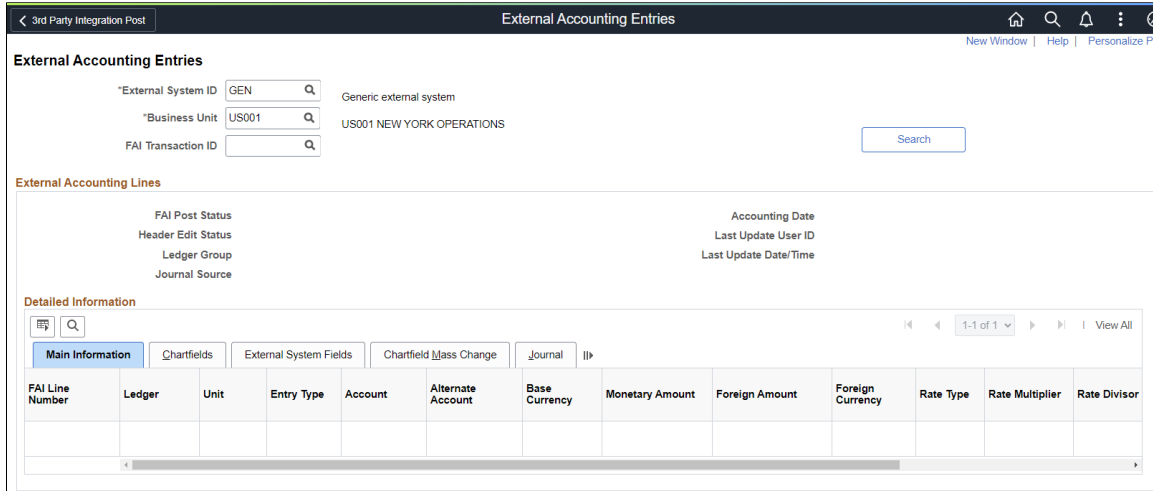 3rd Party Integration Post
External Accounting Entries
New Window | Help | Personalize P
External Accounting Entries
*External System ID GEN Generic external system
*Business Unit US001 US001 NEW YORK OPERATIONS
FAI Transaction ID
Search
External Accounting Lines
FAI Post Status Accounting Date
Header Edit Status Last Update User ID
Ledger Group Last Update Date/Time
Journal Source
Detailed Information
1-1 of 1 | View All
Main Information Chartfields External System Fields Chartfield Mass Change Journal
FAI Line Number Ledger Unit Entry Type Account Alternate Account Base Currency Monetary Amount Foreign Amount Foreign Currency Rate Type Rate Multiplier Rate Divisor